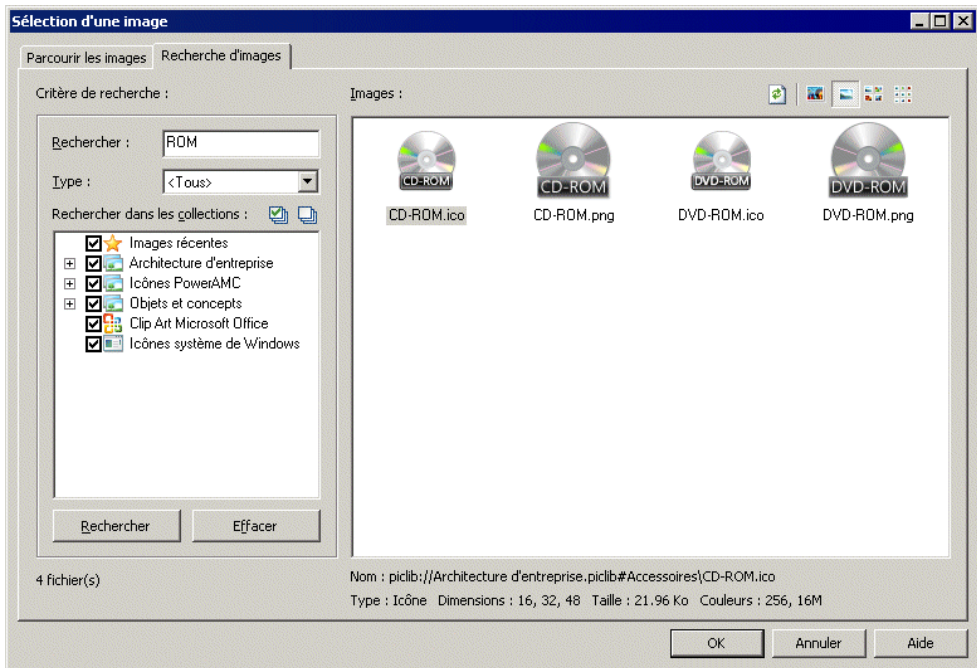 Sélection d'une image
Parcourir les images
Recherche d'images
Critère de recherche :
Rechercher :
ROM
Type :
<Tous>
Rechercher dans les collections :
Images récentes
Architecture d'entreprise
Icônes PowerAMC
Objets et concepts
Clip Art Microsoft Office
Icônes système de Windows
Rechercher
Effacer
4 fichier(s)
Images :
CD-ROM
CD-ROM
DVD-ROM
DVD-ROM
CD-ROM.ico
CD-ROM.png
DVD-ROM.ico
DVD-ROM.png
Nom : piclib://Architecture d'entreprise.piclib#Accessoires\CD-ROM.ico
Type : Icône Dimensions : 16, 32, 48 Taille : 21.96 Ko Couleurs : 256, 16M
OK
Annuler
Aide